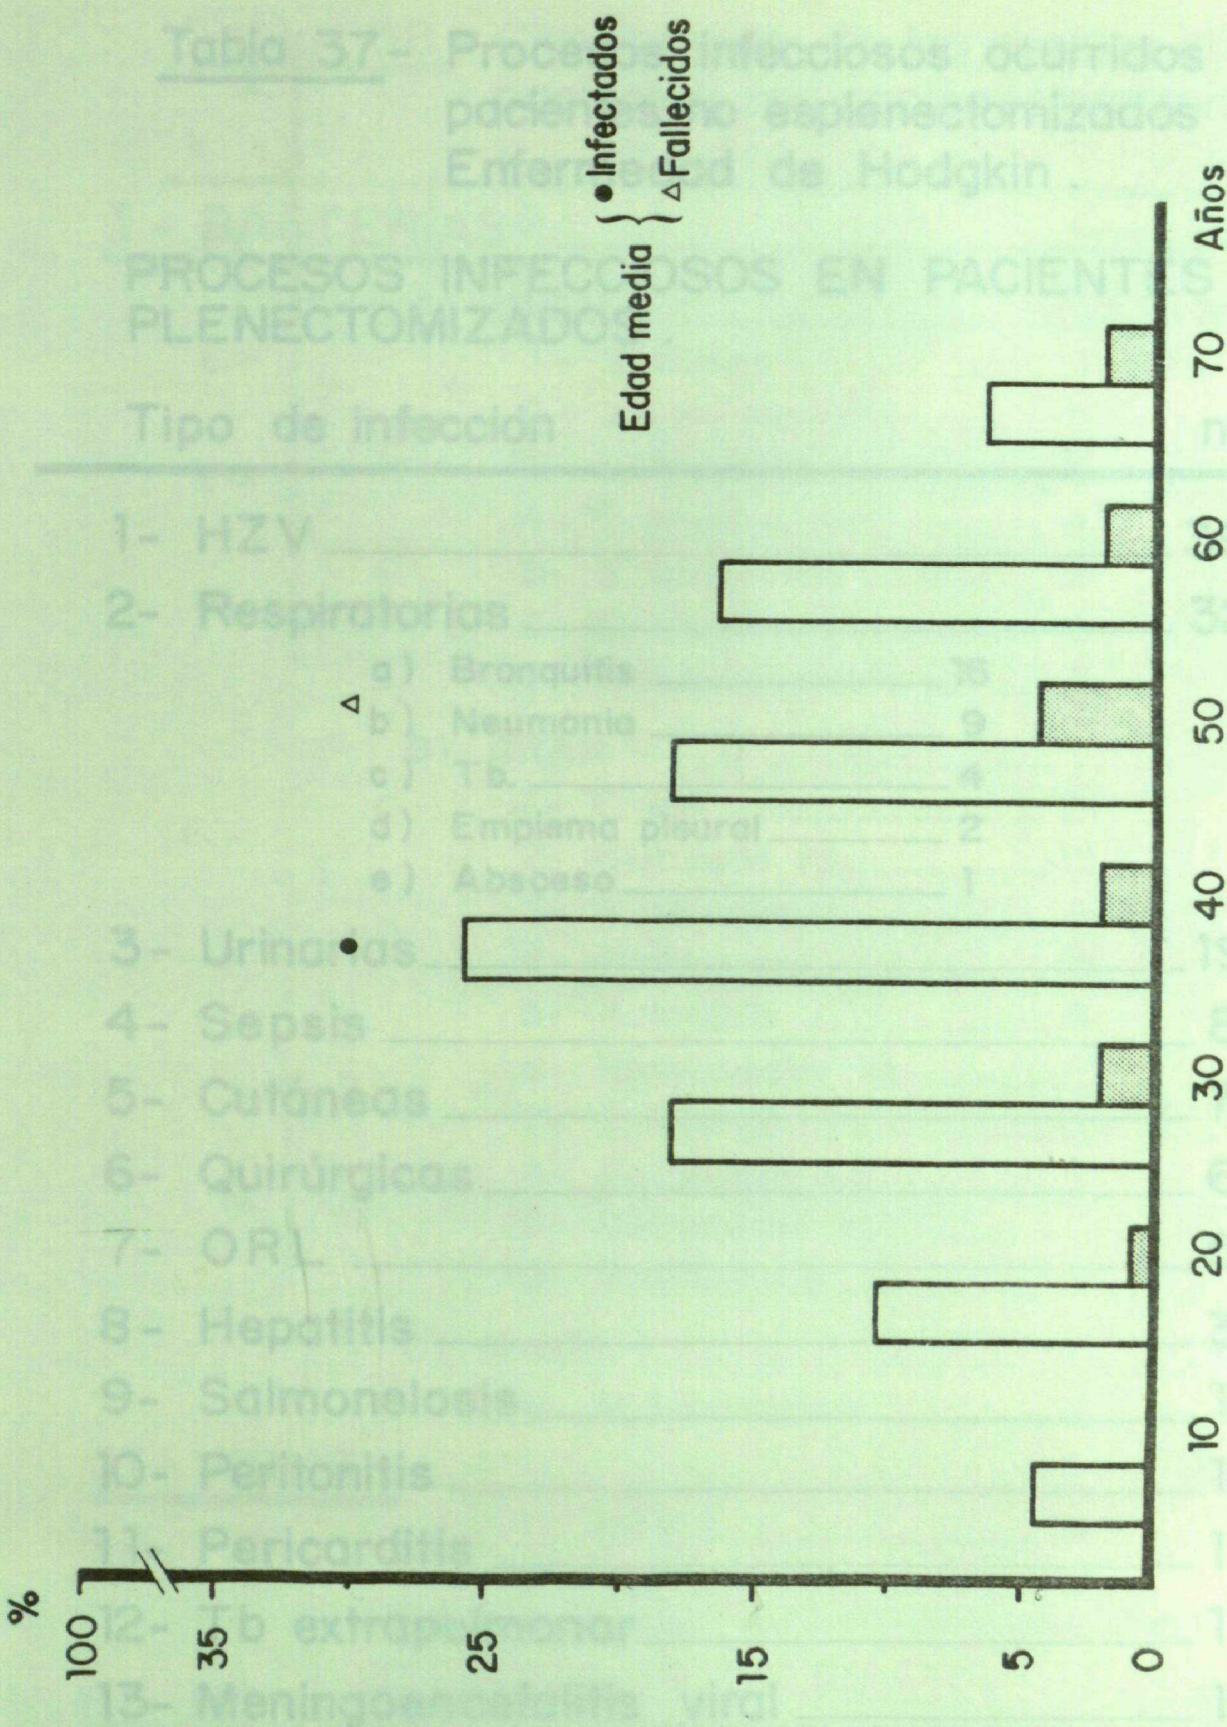 %
100
35
25
15
5
0
10 20 30 40 50 60 70 Años
Edad media { ● Infectados
△ Fallecidos
Tabla 37- Procesos infecciosos ocurridos
pacientes no esplenectomizados
Enfermedad de Hodgkin.
PROCESOS INFECCIOSOS EN PACIENTES
PLENECTOMIZADOS.
Tipo de infección
1- HZV
2- Respiratorias
a) Bronquitis
b) Neumonia 9
c) Tb. 4
d) Empiema pleural 2
e) Absceso 1
3- Urinarias
4- Sepsis
5- Cutáneas
6- Quirúrgicas 6
7- ORL
8- Hepatitis
9- Salmonelosis
10- Peritonitis
11- Pericarditis
12- Tb extrapulmonar
13- Meningoencefalitis viral